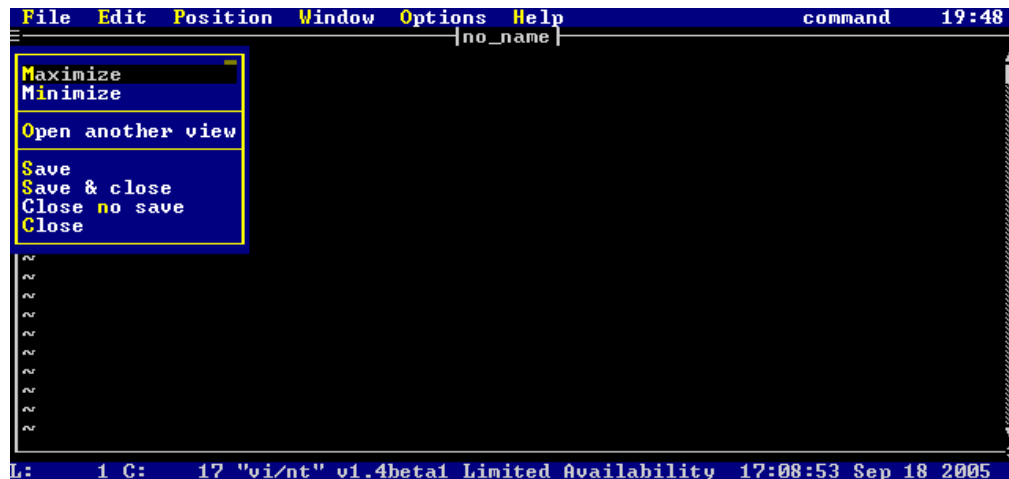 File Edit Position Window Options Help command 19:48
no_name
Maximize
Minimize
Open another view
Save
Save & close
Close no save
Close
~
~
~
~
~
~
~
~
~
~
L: 1 C: 17 "vi/nt" v1.4beta1 Limited Availability 17:08:53 Sep 18 2005